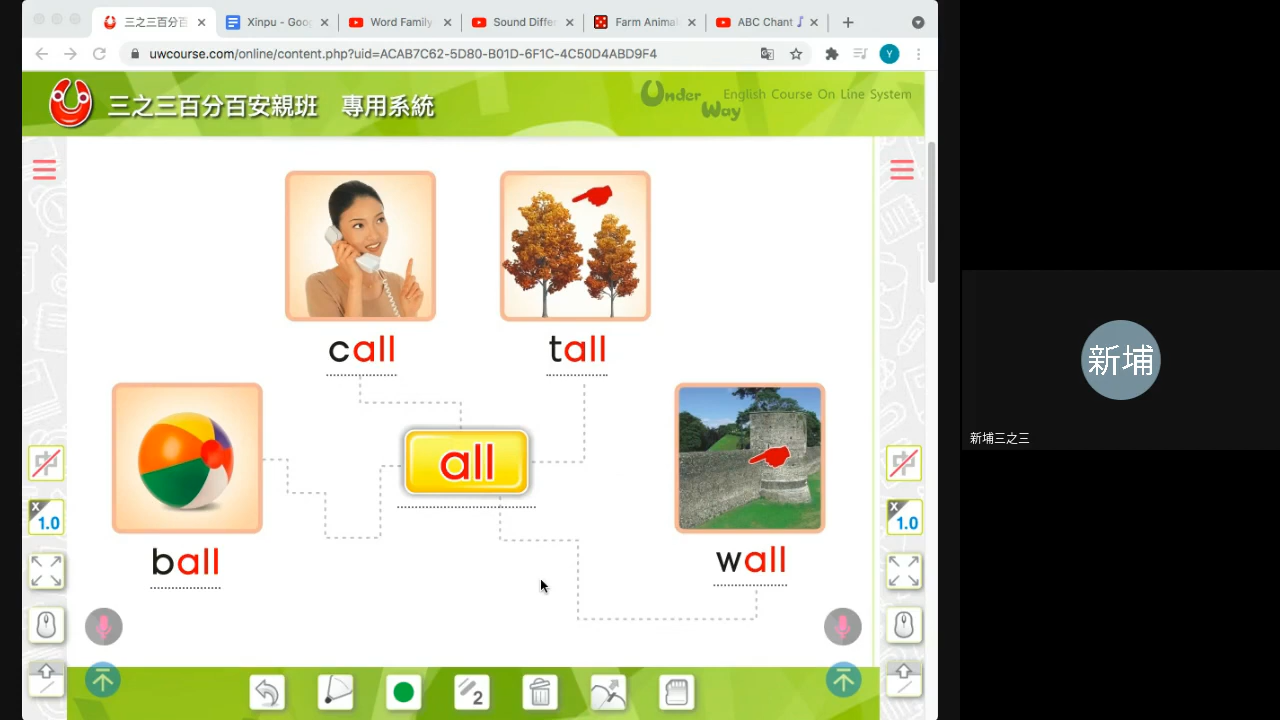 三之三百分百
Xinpu - Goog
Word Family
Sound Differ
Farm Animal
ABC Chant
uwcourse.com/online/content.php?uid=ACAB7C62-5D80-B01D-6F1C-4C50D4ABD9F4
Y
三之三百分百安親班 專用系統
Under Way
English Course On Line System
call
tall
all
ball
wall
x 1.0
x 1.0
2
新埔
新埔三之三